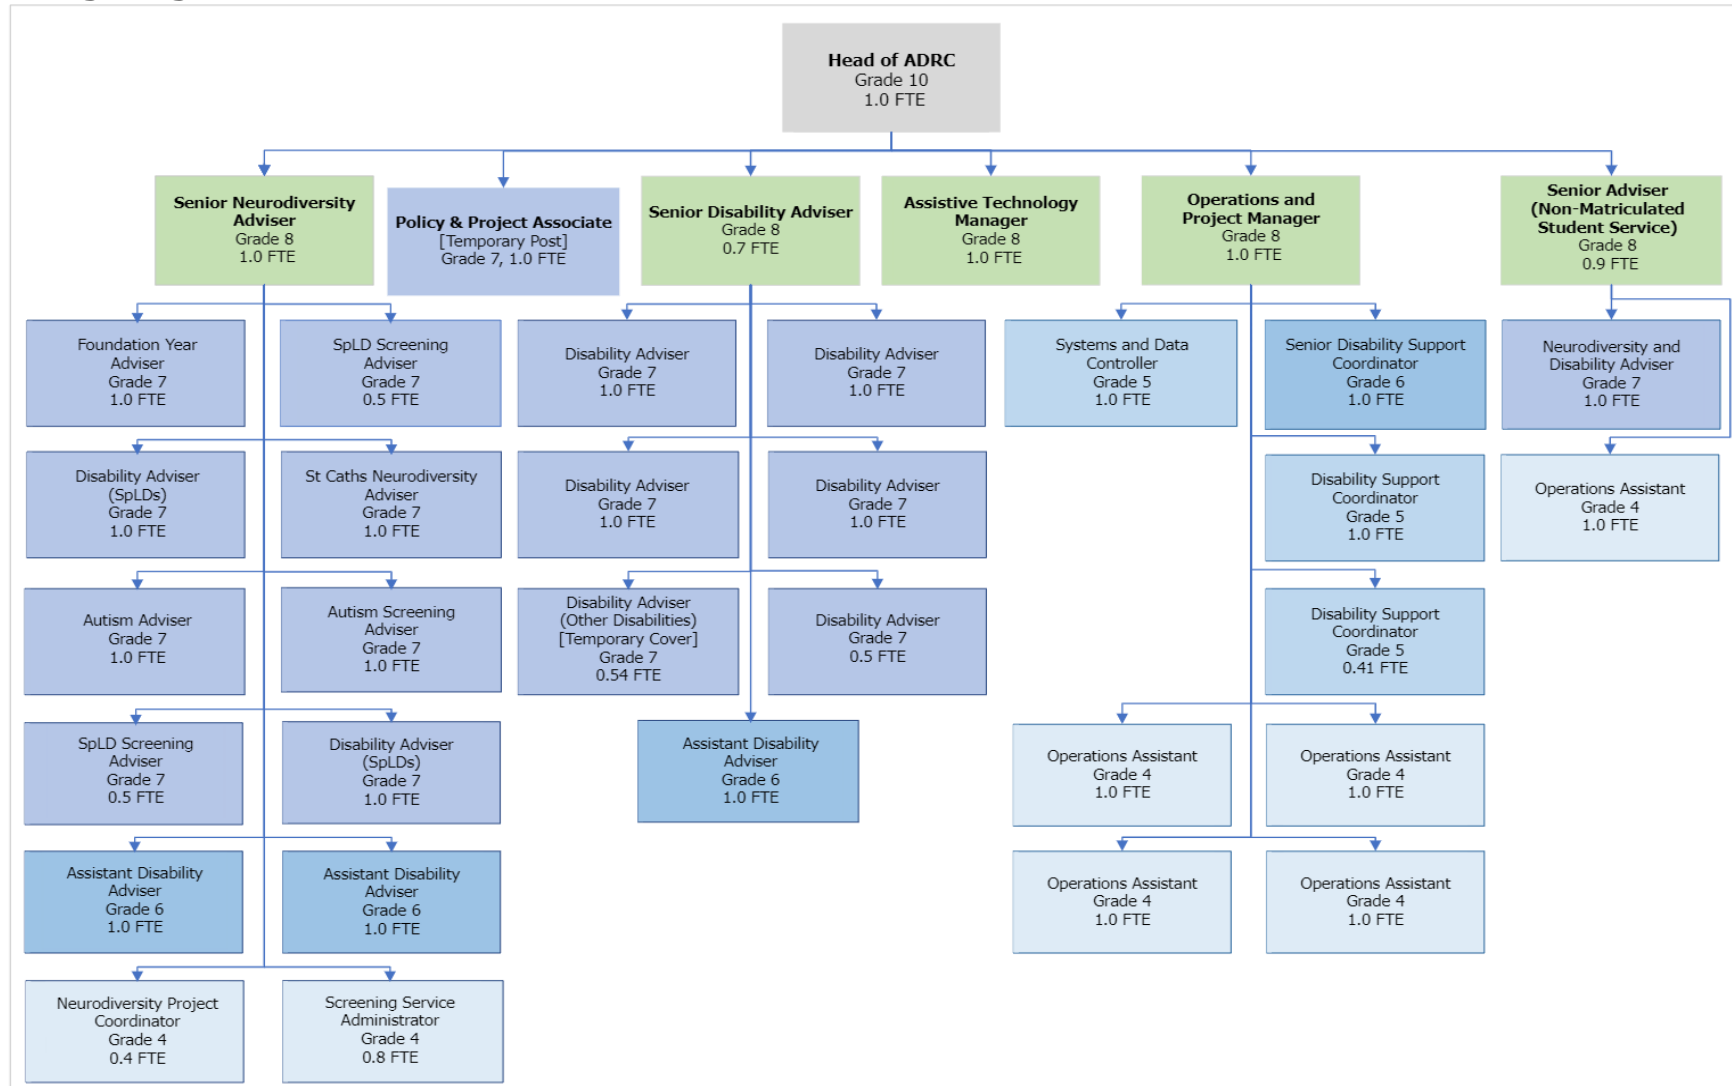 Head of ADRC
Grade 10
1.0 FTE
Senior Neurodiversity
Adviser
Grade 8
1.0 FTE
Policy & Project Associate
[Temporary Post]
Grade 7, 1.0 FTE
Senior Disability Adviser
Grade 8
0.7 FTE
Assistive Technology
Manager
Grade 8
1.0 FTE
Operations and
Project Manager
Grade 8
1.0 FTE
Senior Adviser
(Non-Matriculated
Student Service)
Grade 8
0.9 FTE
Foundation Year
Adviser
Grade 7
1.0 FTE
SpLD Screening
Adviser
Grade 7
0.5 FTE
Disability Adviser
Grade 7
1.0 FTE
Disability Adviser
Grade 7
1.0 FTE
Systems and Data
Controller
Grade 5
1.0 FTE
Senior Disability Support
Coordinator
Grade 6
1.0 FTE
Neurodiversity and
Disability Adviser
Grade 7
1.0 FTE
Disability Adviser
(SpLDs)
Grade 7
1.0 FTE
St Caths Neurodiversity
Adviser
Grade 7
1.0 FTE
Disability Adviser
Grade 7
1.0 FTE
Disability Adviser
Grade 7
1.0 FTE
Disability Support
Coordinator
Grade 5
1.0 FTE
Operations Assistant
Grade 4
1.0 FTE
Autism Adviser
Grade 7
1.0 FTE
Autism Screening
Adviser
Grade 7
1.0 FTE
Disability Adviser
(Other Disabilities)
[Temporary Cover]
Grade 7
0.54 FTE
Disability Adviser
Grade 7
0.5 FTE
Disability Support
Coordinator
Grade 5
0.41 FTE
SpLD Screening
Adviser
Grade 7
0.5 FTE
Disability Adviser
(SpLDs)
Grade 7
1.0 FTE
Assistant Disability
Adviser
Grade 6
1.0 FTE
Operations Assistant
Grade 4
1.0 FTE
Operations Assistant
Grade 4
1.0 FTE
Assistant Disability
Adviser
Grade 6
1.0 FTE
Assistant Disability
Adviser
Grade 6
1.0 FTE
Operations Assistant
Grade 4
1.0 FTE
Operations Assistant
Grade 4
1.0 FTE
Neurodiversity Project
Coordinator
Grade 4
0.4 FTE
Screening Service
Administrator
Grade 4
0.8 FTE